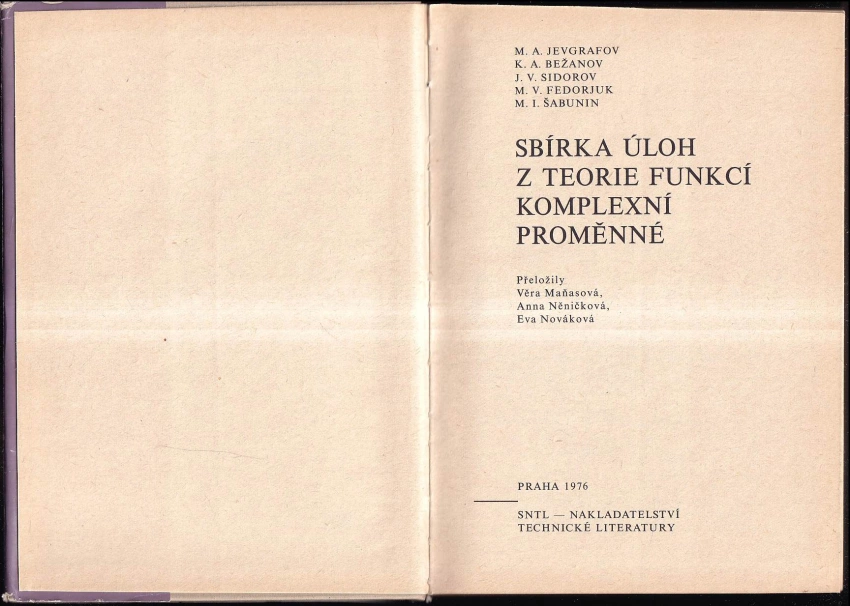 M. A. JEVGRAFOV
K. A. BEŽANOV
J. V. SIDOROV
M. V. FEDORJUK
M. I. ŠABUNIN
SBÍRKA ÚLOH
Z TEORIE FUNKCÍ
KOMPLEXNÍ
PROMĚNNÉ
Přeložily
Věra Maňasová,
Anna Něničková,
Eva Nováková
PRAHA 1976
SNTL — NAKLADATELSTVÍ
TECHNICKÉ LITERATURY